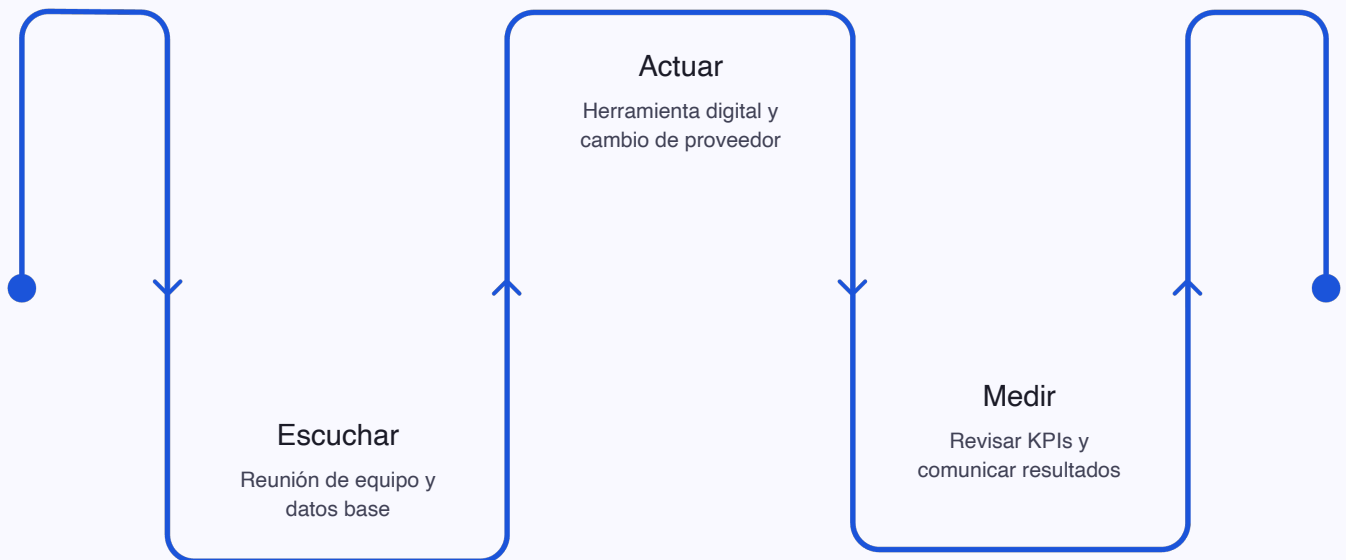 Escuchar
Reunión de equipo y
datos base
Actuar
Herramienta digital y
cambio de proveedor
Medir
Revisar KPIs y
comunicar resultados